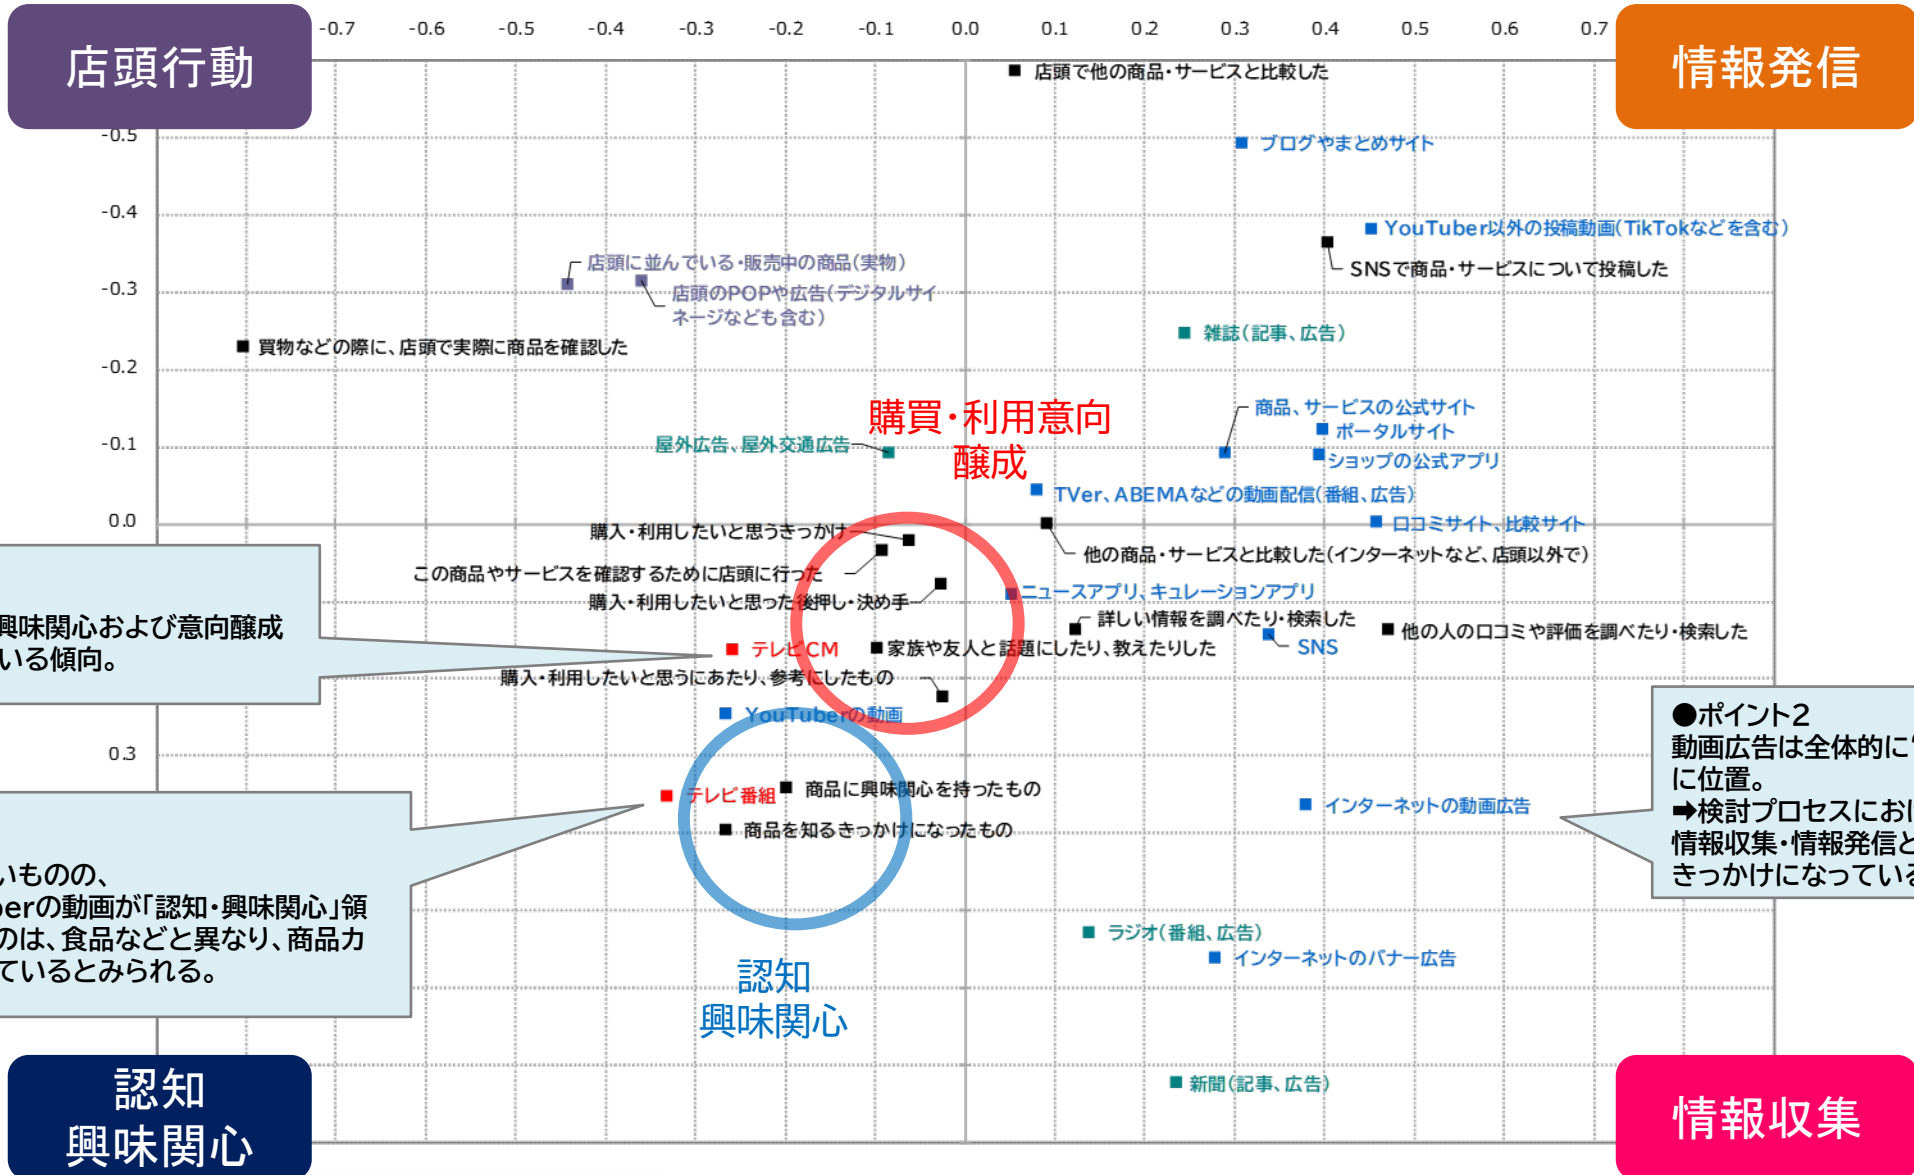 店頭行動
-0.7 -0.6 -0.5 -0.4 -0.3 -0.2 -0.1 0.0 0.1 0.2 0.3 0.4 0.5 0.6 0.7
情報発信
店頭で他の商品・サービスと比較した
-0.5
ブログやまとめサイト
-0.4
YouTuber以外の投稿動画(TikTokなどを含む)
SNSで商品・サービスについて投稿した
店頭に並んでいる・販売中の商品(実物)
-0.3
店頭のPOPや広告(デジタルサイ
ネージなども含む)
雑誌(記事、広告)
買物などの際に、店頭で実際に商品を確認した
-0.2
購買・利用意向
醸成
商品、サービスの公式サイト
ポータルサイト
-0.1
屋外広告、屋外交通広告
ショップの公式アプリ
TVer、ABEMAなどの動画配信(番組、広告)
0.0
口コミサイト、比較サイト
購入・利用したいと思うきっかけ
他の商品・サービスと比較した(インターネットなど、店頭以外で)
この商品やサービスを確認するために店頭に行った
ニュースアプリ、キュレーションアプリ
購入・利用したいと思った後押し・決め手
詳しい情報を調べたり・検索した
他の人の口コミや評価を調べたり・検索した
興味関心および意向醸成
いる傾向。
テレビCM
家族や友人と話題にしたり、教えたりした
SNS
購入・利用したいと思うにあたり、参考にしたもの
YouTuberの動画
0.3
●ポイント2
動画広告は全体的に
に位置。
➡検討プロセスにおけ
情報収集・情報発信と
きっかけになっている
テレビ番組
商品に興味関心を持ったもの
インターネットの動画広告
商品を知るきっかけになったもの
いものの、
berの動画が「認知・興味関心」領
のは、食品などと異なり、商品カ
ているとみられる。
ラジオ(番組、広告)
インターネットのバナー広告
認知
興味関心
新聞(記事、広告)
認知
興味関心
情報収集